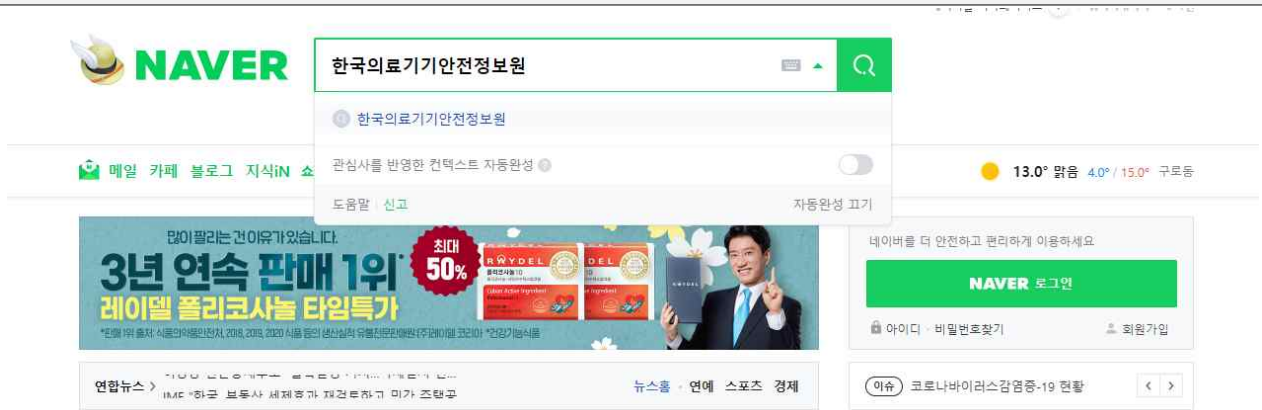 NAVER
한국의료기기안전정보원
한국의료기기안전정보원
관심사를 반영한 컨텍스트 자동완성
도움말 신고 자동완성 끄기
메일 카페 블로그 지식iN 쇼
13.0° 맑음 4.0° / 15.0° 구로동
많이 팔리는 건 이유가 있습니다.
3년 연속 판매 1위*
레이델 폴리코사놀 타임특가
최대
50%
RAYDEL
폴리코사놀10
네이버를 더 안전하고 편리하게 이용하세요
NAVER 로그인
아이디 · 비밀번호찾기 회원가입
연합뉴스 >
뉴스홈 · 연예 스포츠 경제
이슈 코로나바이러스감염증-19 현황 < >